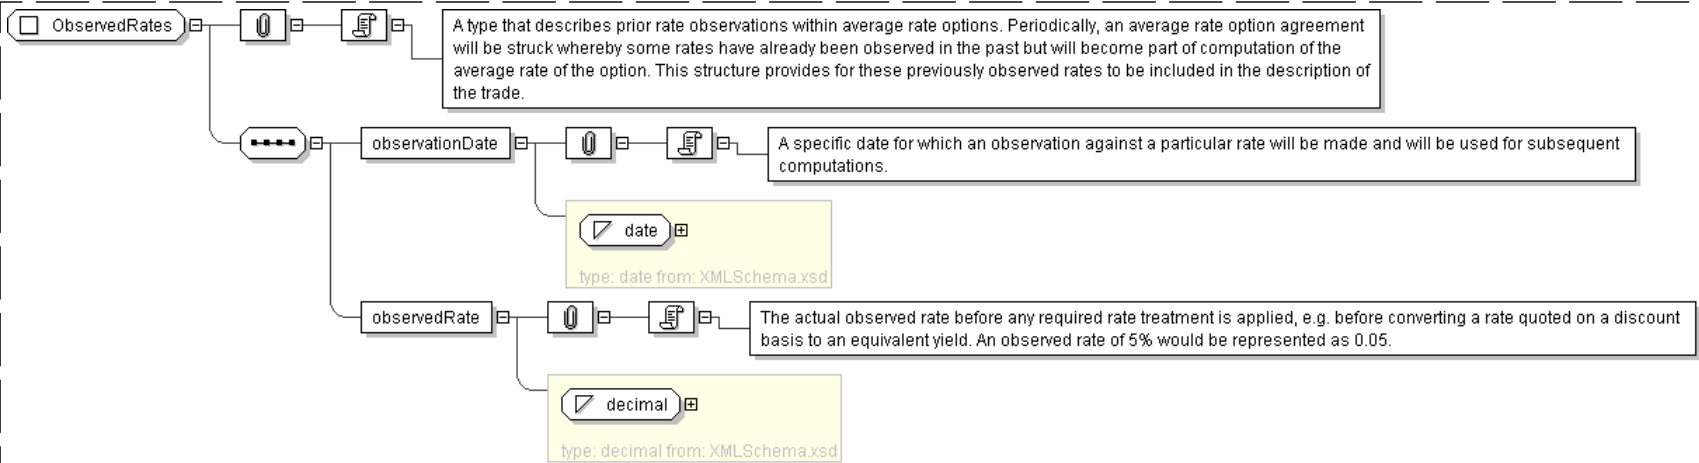 ObservedRates
A type that describes prior rate observations within average rate options. Periodically, an average rate option agreement
will be struck whereby some rates have already been observed in the past but will become part of computation of the
average rate of the option. This structure provides for these previously observed rates to be included in the description of
the trade.
observationDate
A specific date for which an observation against a particular rate will be made and will be used for subsequent
computations.
date
type: date from: XMLSchema.xsd
observedRate
The actual observed rate before any required rate treatment is applied, e.g. before converting a rate quoted on a discount
basis to an equivalent yield. An observed rate of 5% would be represented as 0.05.
decimal
type: decimal from: XMLSchema.xsd